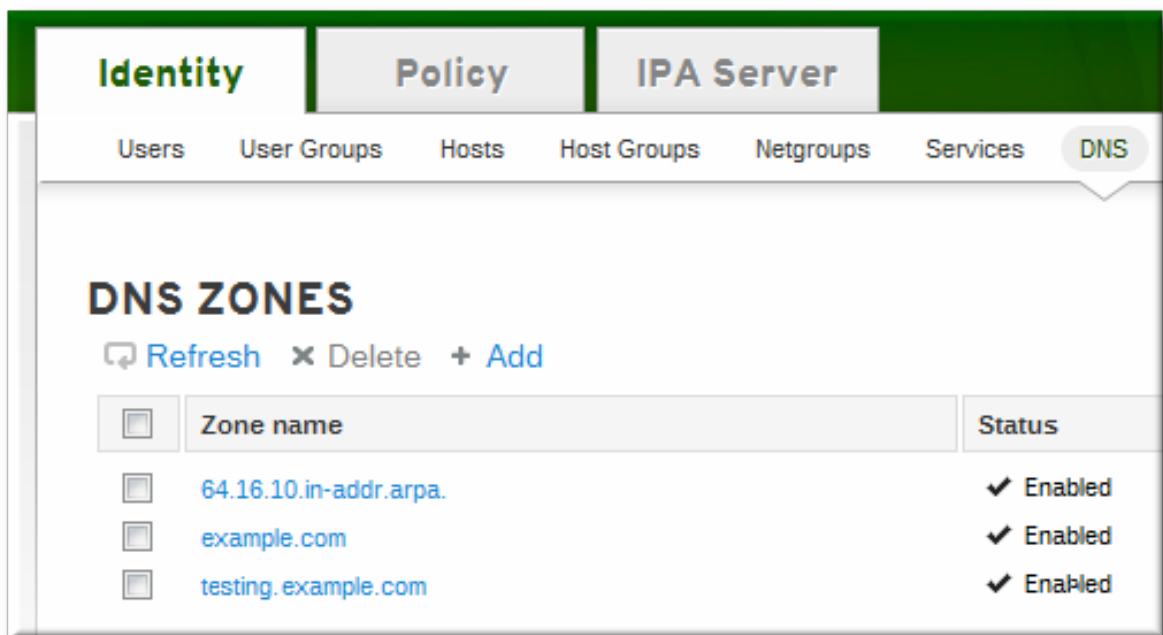 Identity Policy IPA Server
Users User Groups Hosts Host Groups Netgroups Services DNS
DNS ZONES
Refresh Delete + Add
Zone name Status
64.16.10.in-addr.arpa. Enabled
example.com Enabled
testing.example.com Enabled